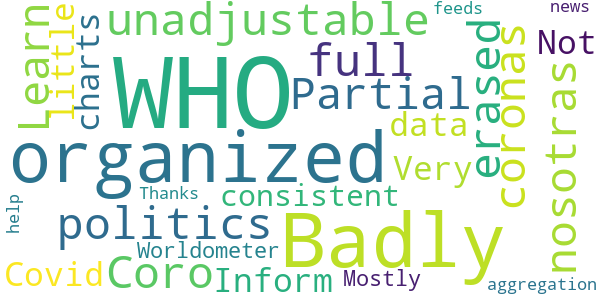 Learn
little
charts
unadjustable
feeds
news
WHO
full
Partial
erased
coronas
Not
nosotras
data
organized
Very
Thanks
consistent
help
politics
Badly
Worldometer
Covid
Coro
Inform
Mostly
aggregation